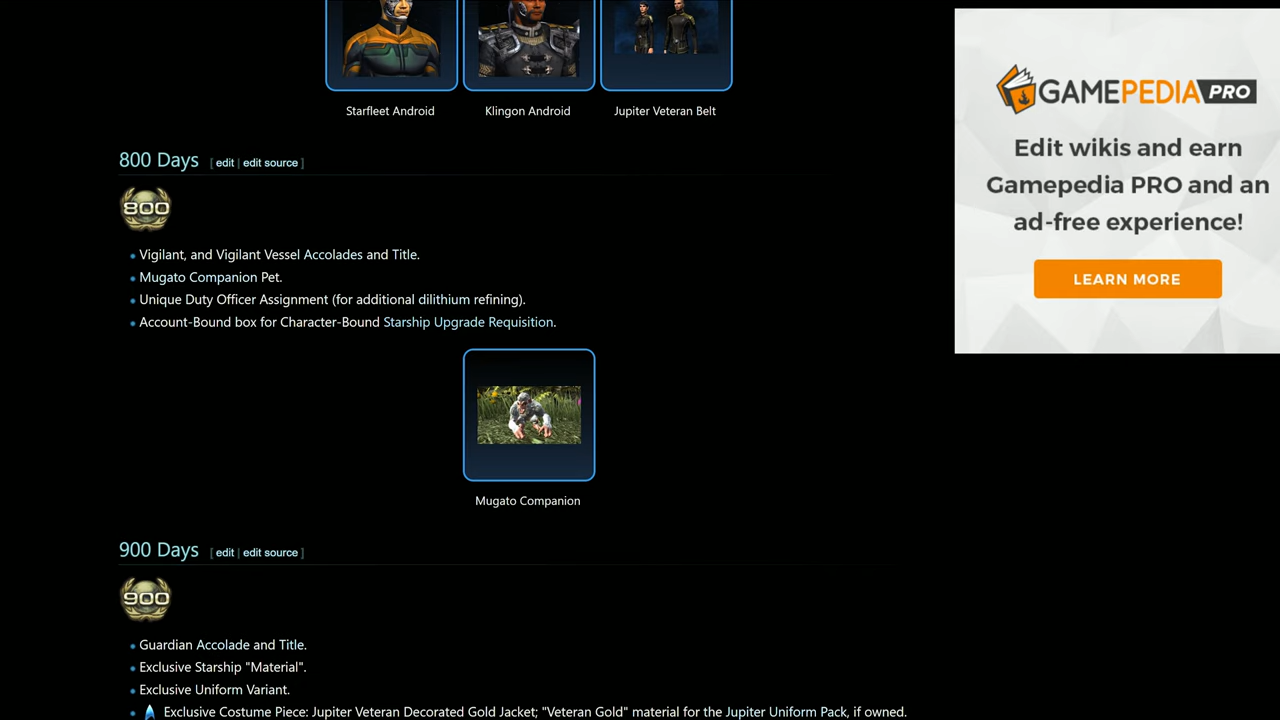 Starfleet Android
Klingon Android
Jupiter Veteran Belt
800 Days [ edit | edit source ]
800
Vigilant, and Vigilant Vessel Accolades and Title.
Mugato Companion Pet.
Unique Duty Officer Assignment (for additional dilithium refining).
Account-Bound box for Character-Bound Starship Upgrade Requisition.
Mugato Companion
900 Days [ edit | edit source ]
900
Guardian Accolade and Title.
Exclusive Starship "Material".
Exclusive Uniform Variant.
Exclusive Costume Piece: Jupiter Veteran Decorated Gold Jacket; "Veteran Gold" material for the Jupiter Uniform Pack, if owned.
GAMEPEDIA PRO
Edit wikis and earn
Gamepedia PRO and an
ad-free experience!
LEARN MORE